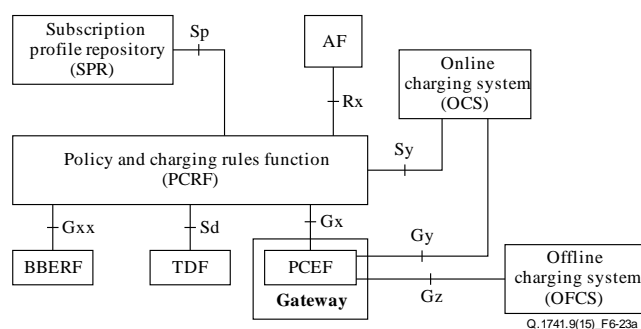 Subscription
profile repository
(SPR)
Sp
AF
Online
charging system
(OCS)
Rx
Policy and charging rules function
(PCRF)
Sy
Gxx
Sd
Gx
Gy
BBERF
TDF
PCEF
Gateway
Gz
Offline
charging system
(OFCS)
Q.1741.9(15)_F6-23a